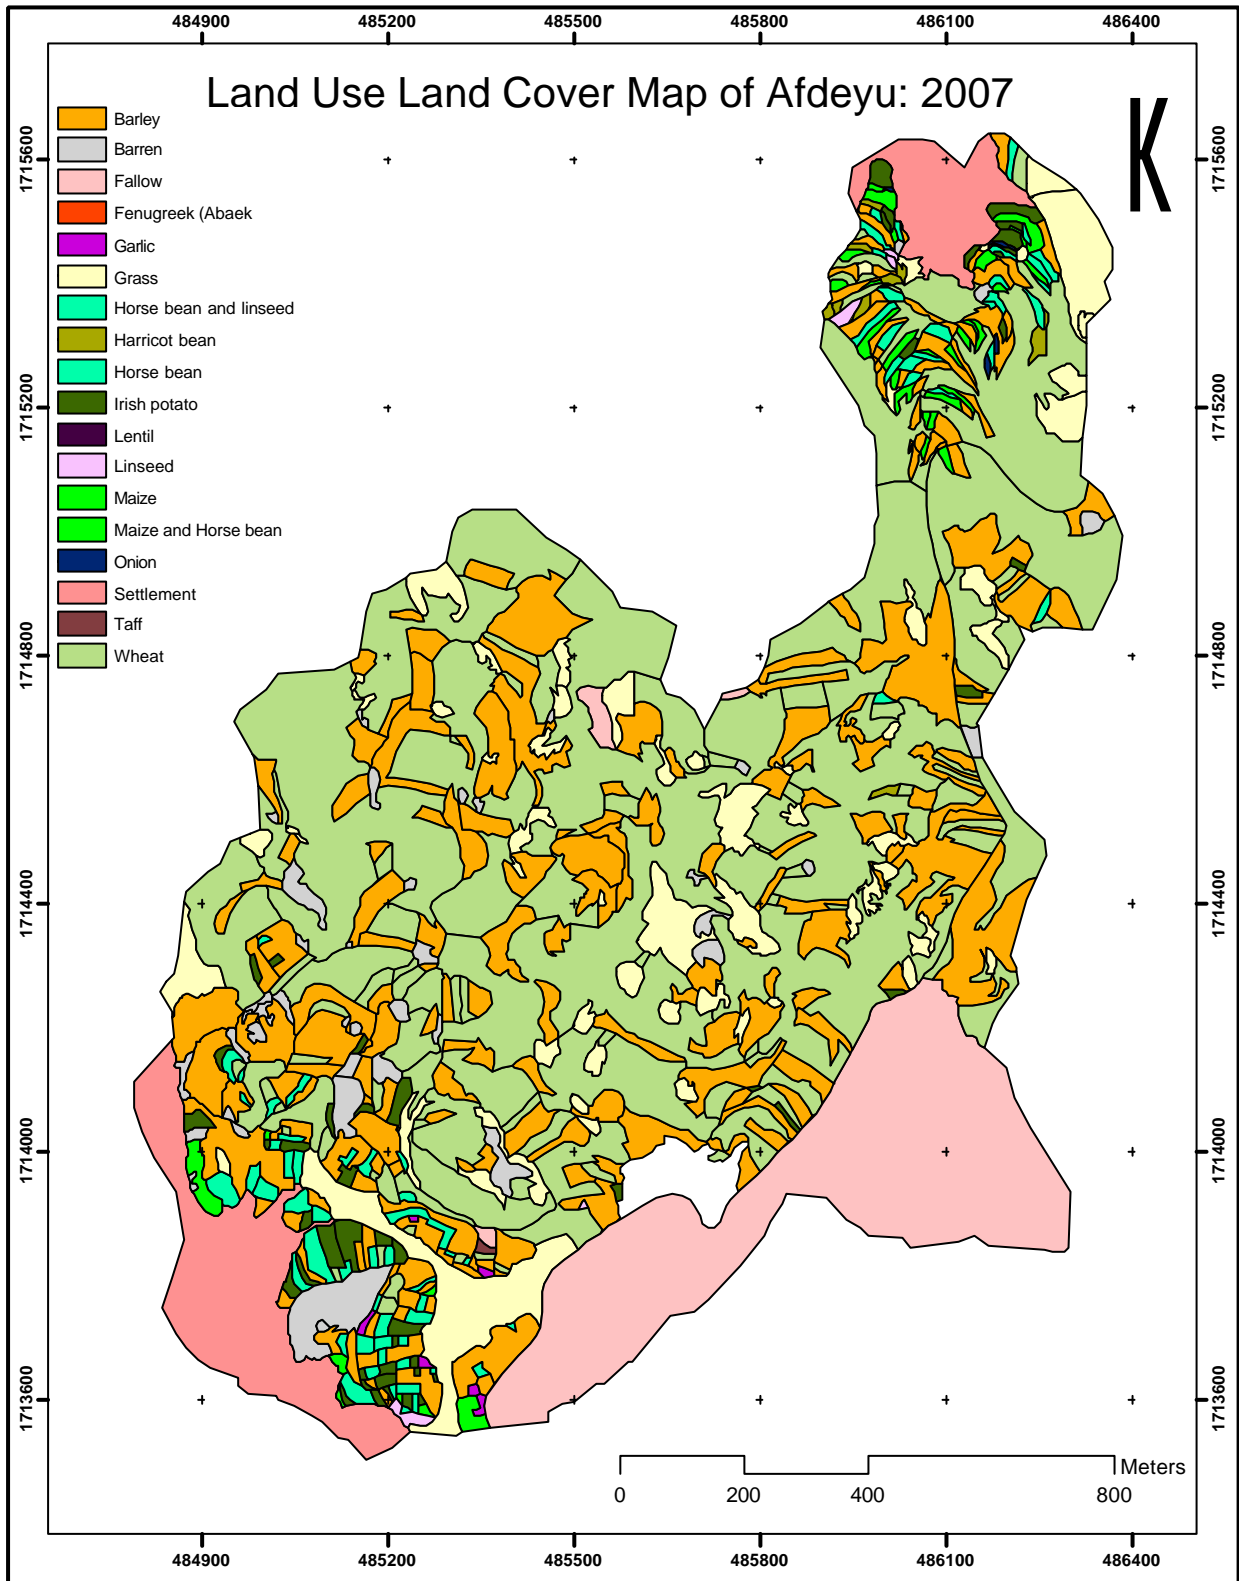 484900 485200 485500 485800 486100 486400
Land Use Land Cover Map of Afdeyu: 2007
K
Barley
Barren
Fallow
Fenugreek (Abaek
Garlic
Grass
Horse bean and linseed
Harricot bean
Horse bean
Irish potato
Lentil
Linseed
Maize
Maize and Horse bean
Onion
Settlement
Taff
Wheat
1715600
1715200
1714800
1714400
1714000
1713600
1715600
1715200
1714800
1714400
1714000
1713600
Meters
0 200 400 800
484900 485200 485500 485800 486100 486400